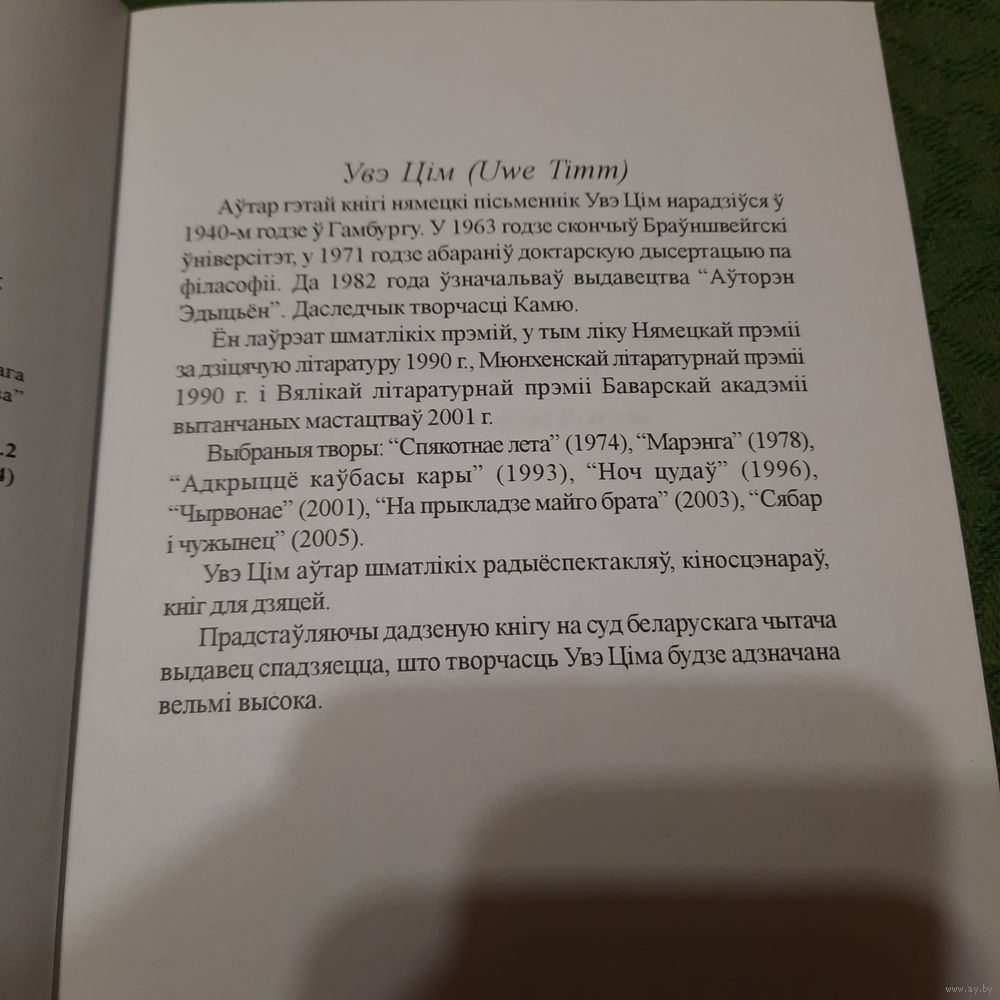 Увэ Цім (Uwe Timm)
Аўтар гэтай кнігі нямецкі пісьменнік Увэ Цім нарадзіўся ў
1940-м годзе ў Гамбургу. У 1963 годзе скончыў Браўншвейгскі
ўніверсітэт, у 1971 годзе абараніў доктарскую дысертацыю па
філасофіі. Да 1982 года ўзначальваў выдавецтва “Аўторэн
Эдыцьён”. Даследчык творчасці Камю.
Ён лаўрэат шматлікіх прэмій, у тым ліку Нямецкай прэміі
за дзіцячую літаратуру 1990 г., Мюнхенскай літаратурнай прэміі
1990 г. і Вялікай літаратурнай прэміі Баварскай акадэміі
вытанчаных мастацтваў 2001 г.
Выбраныя творы: “Спякотнае лета” (1974), “Марэнга” (1978),
“Адкрыццё каўбасы кары” (1993), “Ноч цудаў” (1996),
“Чырвонае” (2001), “На прыкладзе майго брата” (2003), “Сябар
і чужынец” (2005).
Увэ Цім аўтар шматлікіх радыёспектакляў, кіносцэнараў,
кніг для дзяцей.
Прадстаўляючы дадзеную кнігу на суд беларускага чытача
выдавец спадзяецца, што творчасць Увэ Ціма будзе адзначана
вельмі высока.
www.ay.by